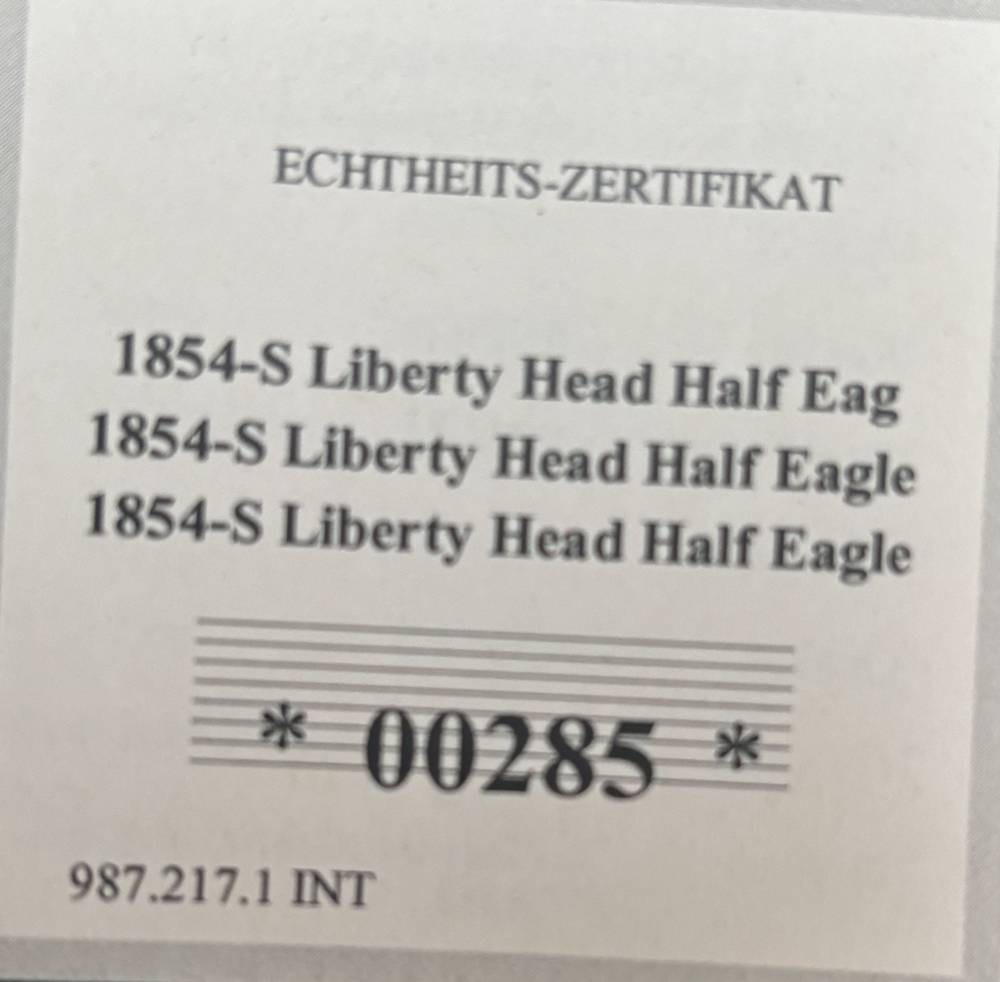 ECHTHEITS-ZERTIFIKAT
1854-S Liberty Head Half Eag
1854-S Liberty Head Half Eagle
1854-S Liberty Head Half Eagle
* 00285 *
987.217.1 INT